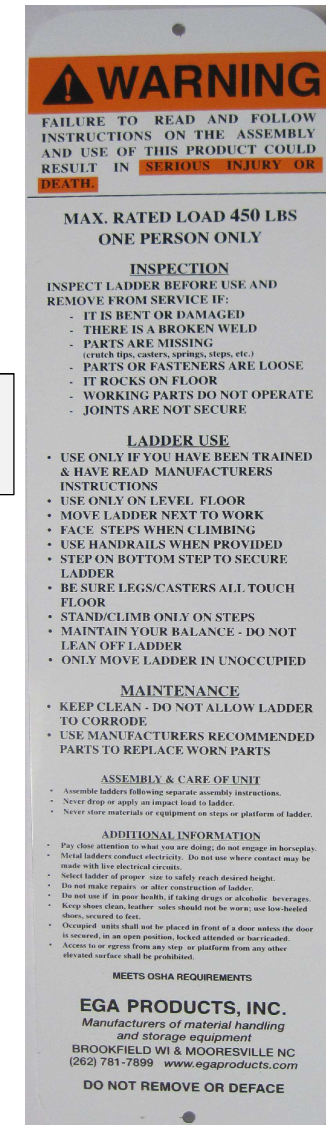 WARNING
FAILURE TO READ AND FOLLOW
INSTRUCTIONS ON THE ASSEMBLY
AND USE OF THIS PRODUCT COULD
RESULT IN SERIOUS INJURY OR
DEATH.
MAX. RATED LOAD 450 LBS
ONE PERSON ONLY
INSPECTION
INSPECT LADDER BEFORE USE AND
REMOVE FROM SERVICE IF:
- IT IS BENT OR DAMAGED
- THERE IS A BROKEN WELD
- PARTS ARE MISSING
(crutch tips, casters, springs, steps, etc.)
- PARTS OR FASTENERS ARE LOOSE
- IT ROCKS ON FLOOR
- WORKING PARTS DO NOT OPERATE
- JOINTS ARE NOT SECURE
LADDER USE
• USE ONLY IF YOU HAVE BEEN TRAINED
& HAVE READ MANUFACTURERS
INSTRUCTIONS
• USE ONLY ON LEVEL FLOOR
• MOVE LADDER NEXT TO WORK
• FACE STEPS WHEN CLIMBING
• USE HANDRAILS WHEN PROVIDED
• STEP ON BOTTOM STEP TO SECURE
LADDER
• BE SURE LEGS/CASTERS ALL TOUCH
FLOOR
• STAND/CLIMB ONLY ON STEPS
• MAINTAIN YOUR BALANCE - DO NOT
LEAN OFF LADDER
• ONLY MOVE LADDER IN UNOCCUPIED
MAINTENANCE
• KEEP CLEAN - DO NOT ALLOW LADDER
TO CORRODE
• USE MANUFACTURERS RECOMMENDED
PARTS TO REPLACE WORN PARTS
ASSEMBLY & CARE OF UNIT
• Assemble ladders following separate assembly instructions.
• Never drop or apply an impact load to ladder.
• Never store materials or equipment on steps or platform of ladder.
ADDITIONAL INFORMATION
• Pay close attention to what you are doing; do not engage in horseplay.
• Metal ladders conduct electricity. Do not use where contact may be
made with live electrical circuits.
• Select ladder of proper size to safely reach desired height.
• Do not make repairs or alter construction of ladder.
• Do not use if in poor health, if taking drugs or alcoholic beverages.
• Keep shoes clean, leather soles should not be worn; use low-heeled
shors, secured to feet.
• Occupied units shall not be placed in front of a door unless the door
is secured, in an open position, locked attended or barricaded.
• Access to or egress from any step or platform from any other
elevated surface shall be prohibited.
MEETS OSHA REQUIREMENTS
EGA PRODUCTS, INC.
Manufacturers of material handling
and storage equipment
BROOKFIELD WI & MOORESVILLE NC
(262) 781-7899 www.egaproducts.com
DO NOT REMOVE OR DEFACE